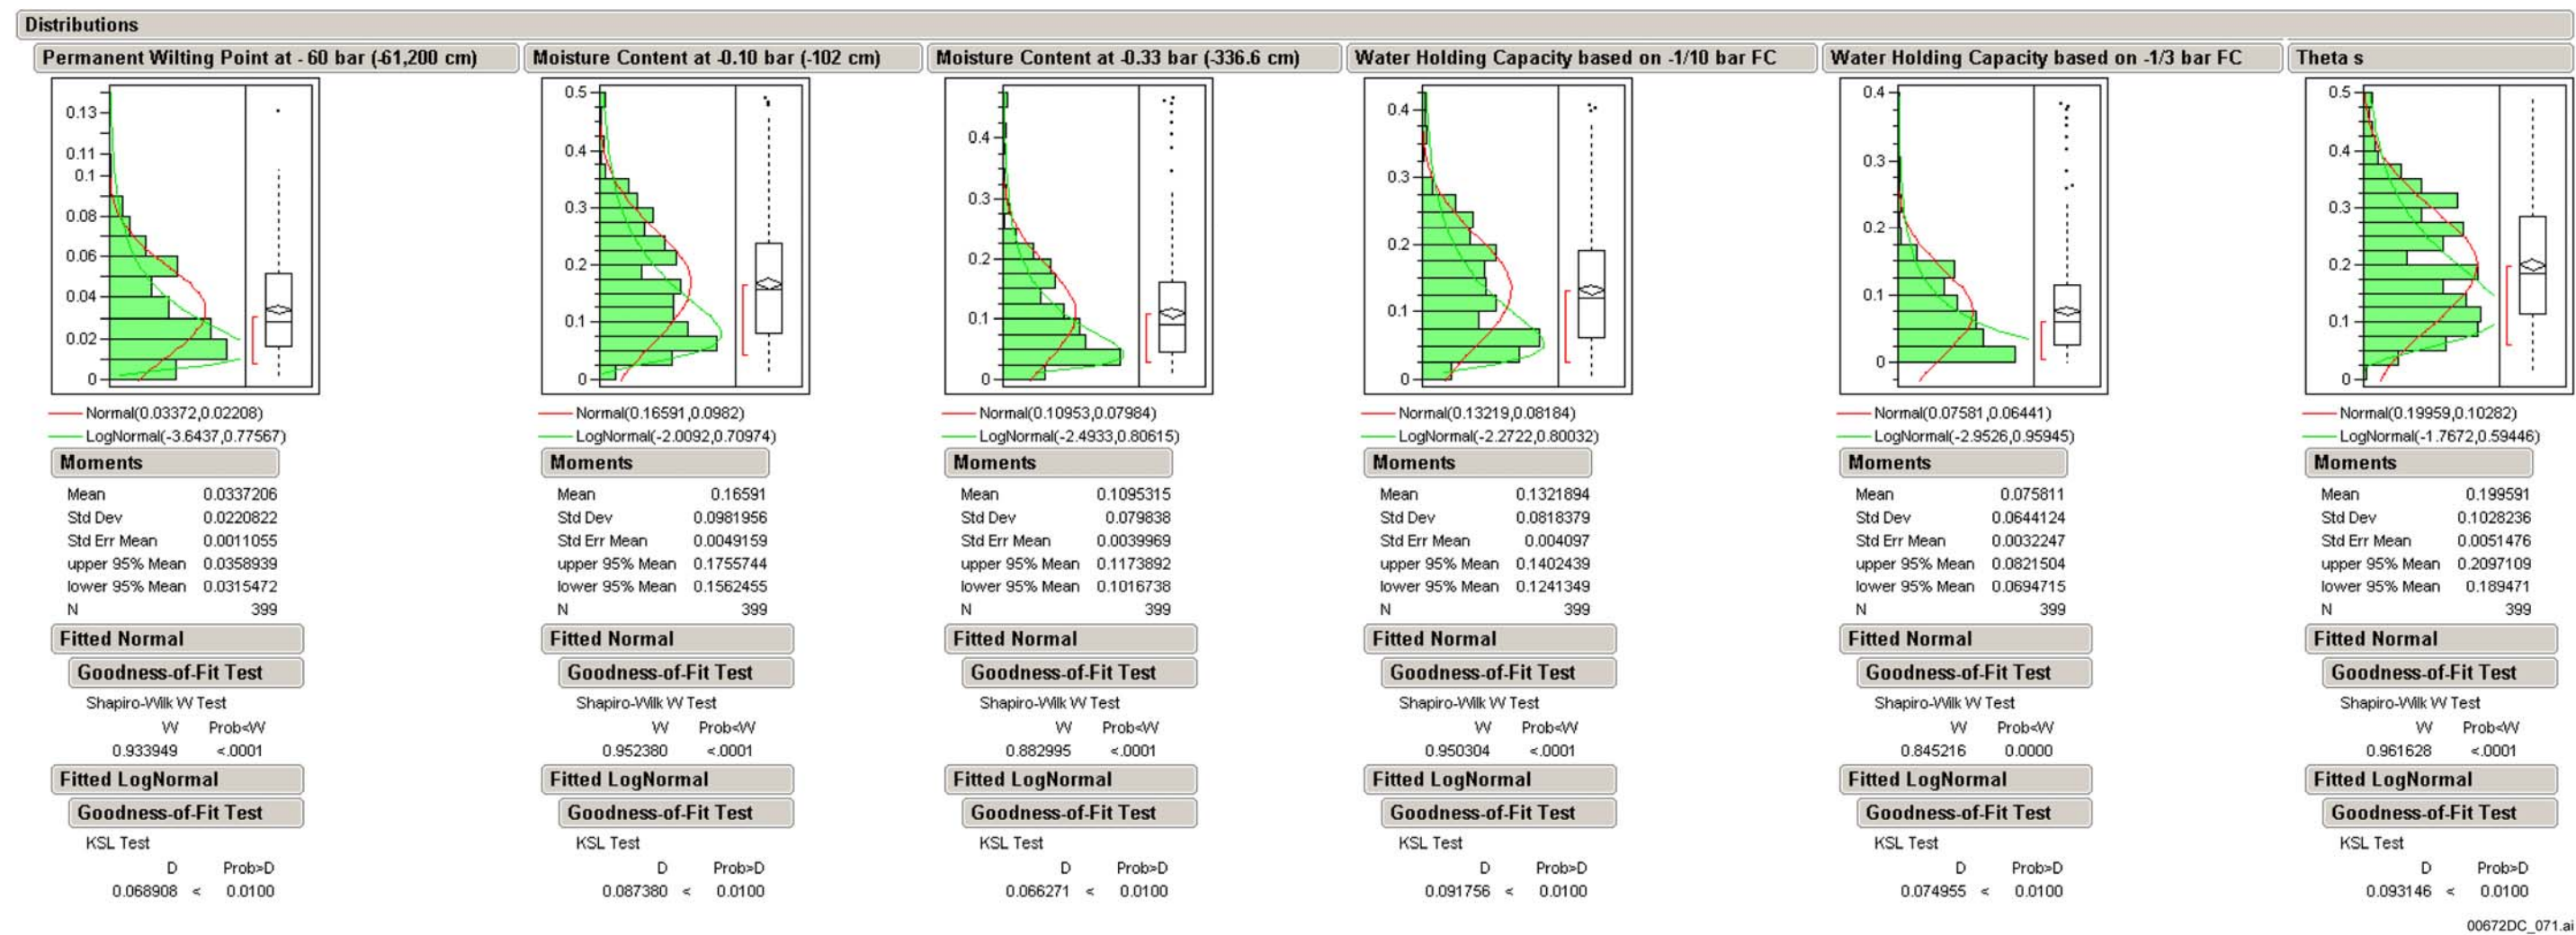 Distributions
Permanent Wilting Point at - 60 bar (-61,200 cm)
0.13
0.11
0.1
0.08
0.06
0.04
0.02
0
Normal(0.03372,0.02208)
LogNormal(-3.6437,0.77567)
Moments
Mean 0.0337206
Std Dev 0.0220822
Std Err Mean 0.0011055
upper 95% Mean 0.0358939
lower 95% Mean 0.0315472
N 399
Fitted Normal
Goodness-of-Fit Test
Shapiro-Wilk W Test
W Prob<W
0.933949 <.0001
Fitted LogNormal
Goodness-of-Fit Test
KSL Test
D Prob>D
0.068908 < 0.0100
Moisture Content at -0.10 bar (-102 cm)
0.5
0.4
0.3
0.2
0.1
0
Normal(0.16591,0.0982)
LogNormal(-2.0092,0.70974)
Moments
Mean 0.16591
Std Dev 0.0981956
Std Err Mean 0.0049159
upper 95% Mean 0.1755744
lower 95% Mean 0.1562455
N 399
Fitted Normal
Goodness-of-Fit Test
Shapiro-Wilk W Test
W Prob<W
0.952380 <.0001
Fitted LogNormal
Goodness-of-Fit Test
KSL Test
D Prob>D
0.087380 < 0.0100
Moisture Content at -0.33 bar (-336.6 cm)
0.4
0.3
0.2
0.1
0
Normal(0.10953,0.07984)
LogNormal(-2.4933,0.80615)
Moments
Mean 0.1095315
Std Dev 0.079838
Std Err Mean 0.0039969
upper 95% Mean 0.1173892
lower 95% Mean 0.1016738
N 399
Fitted Normal
Goodness-of-Fit Test
Shapiro-Wilk W Test
W Prob<W
0.882995 <.0001
Fitted LogNormal
Goodness-of-Fit Test
KSL Test
D Prob>D
0.066271 < 0.0100
Water Holding Capacity based on -1/10 bar FC
0.4
0.3
0.2
0.1
0
Normal(0.13219,0.08184)
LogNormal(-2.2722,0.80032)
Moments
Mean 0.1321894
Std Dev 0.0818379
Std Err Mean 0.004097
upper 95% Mean 0.1402439
lower 95% Mean 0.1241349
N 399
Fitted Normal
Goodness-of-Fit Test
Shapiro-Wilk W Test
W Prob<W
0.950304 <.0001
Fitted LogNormal
Goodness-of-Fit Test
KSL Test
D Prob>D
0.091756 < 0.0100
Water Holding Capacity based on -1/3 bar FC
0.4
0.3
0.2
0.1
0
Normal(0.07581,0.06441)
LogNormal(-2.9526,0.95945)
Moments
Mean 0.075811
Std Dev 0.0644124
Std Err Mean 0.0032247
upper 95% Mean 0.0821504
lower 95% Mean 0.0694715
N 399
Fitted Normal
Goodness-of-Fit Test
Shapiro-Wilk W Test
W Prob<W
0.845216 0.0000
Fitted LogNormal
Goodness-of-Fit Test
KSL Test
D Prob>D
0.074955 < 0.0100
Theta s
0.5
0.4
0.3
0.2
0.1
0
Normal(0.19959,0.10282)
LogNormal(-1.7672,0.59446)
Moments
Mean 0.199591
Std Dev 0.1028236
Std Err Mean 0.0051476
upper 95% Mean 0.2097109
lower 95% Mean 0.189471
N 399
Fitted Normal
Goodness-of-Fit Test
Shapiro-Wilk W Test
W Prob<W
0.961628 <.0001
Fitted LogNormal
Goodness-of-Fit Test
KSL Test
D Prob>D
0.093146 < 0.0100
00672DC_071.ai